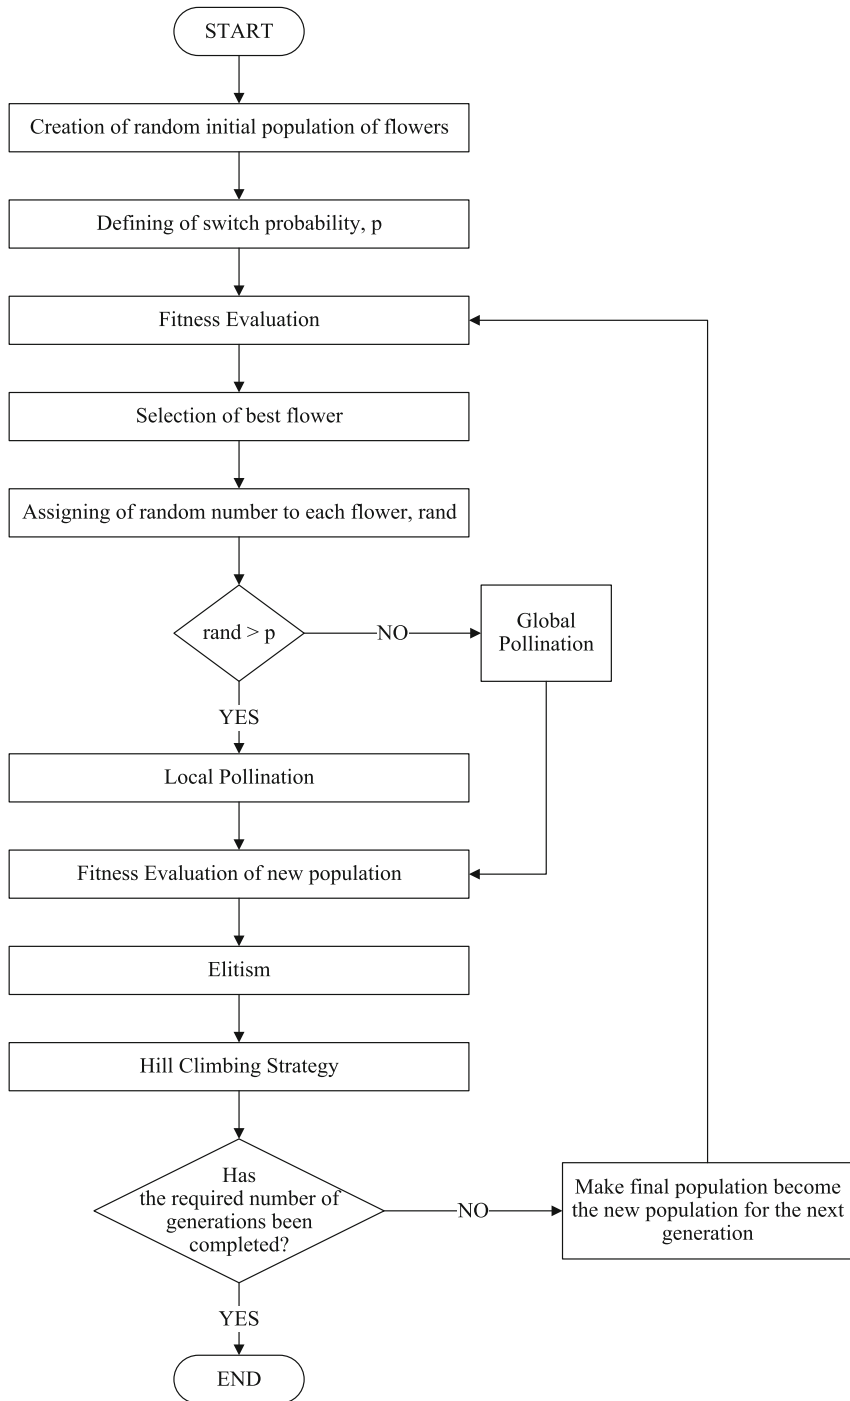 START
Creation of random initial population of flowers
Defining of switch probability, p
Fitness Evaluation
Selection of best flower
Assigning of random number to each flower, rand
rand > p
NO
Global
Pollination
YES
Local Pollination
Fitness Evaluation of new population
Elitism
Hill Climbing Strategy
Has
the required number of
generations been
completed?
NO
Make final population become
the new population for the next
generation
YES
END